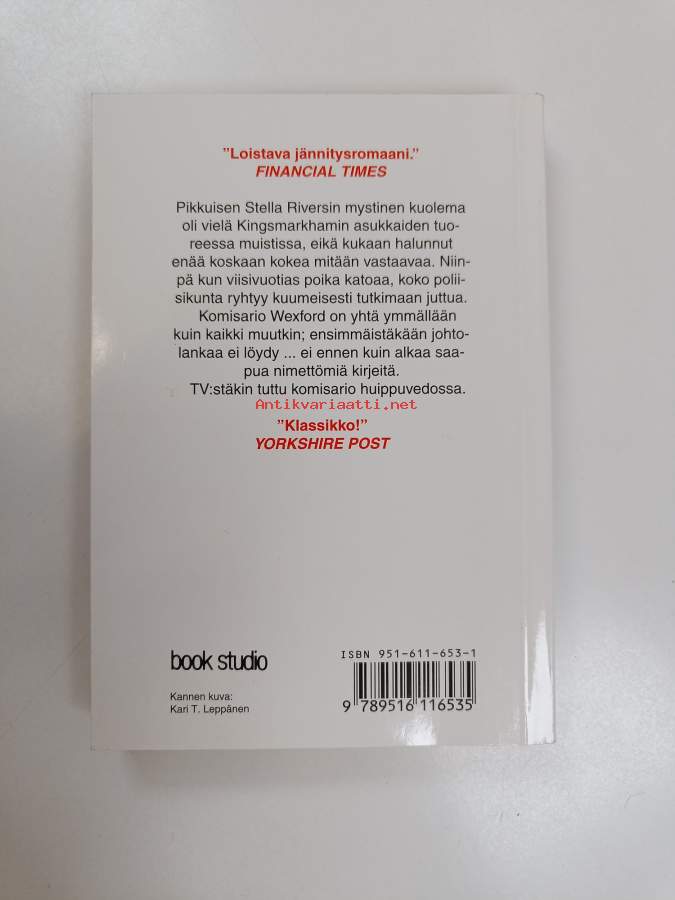 ”Loistava jännitysromaani.”
FINANCIAL TIMES
Pikkuisen Stella Riversin mystinen kuolema
oli vielä Kingsmarkhamin asukkaiden tuo-
reessa muistissa, eikä kukaan halunnut
enää koskaan kokea mitään vastaavaa. Niin-
pä kun viisivuotias poika katoaa, koko polii-
sikunta ryhtyy kuumeisesti tutkimaan juttua.
Komisario Wexford on yhtä ymmällään
kuin kaikki muutkin; ensimmäistäkään johto-
lankaa ei löydy ... ei ennen kuin alkaa saa-
pua nimettömiä kirjeitä.
TV:stäkin tuttu komisario huippuvedossa.
Antikvariaatti.net
”Klassikko!”
YORKSHIRE POST
book studio
Kannen kuva:
Kari T. Leppänen
ISBN 951-611-653-1
9 789516 116535